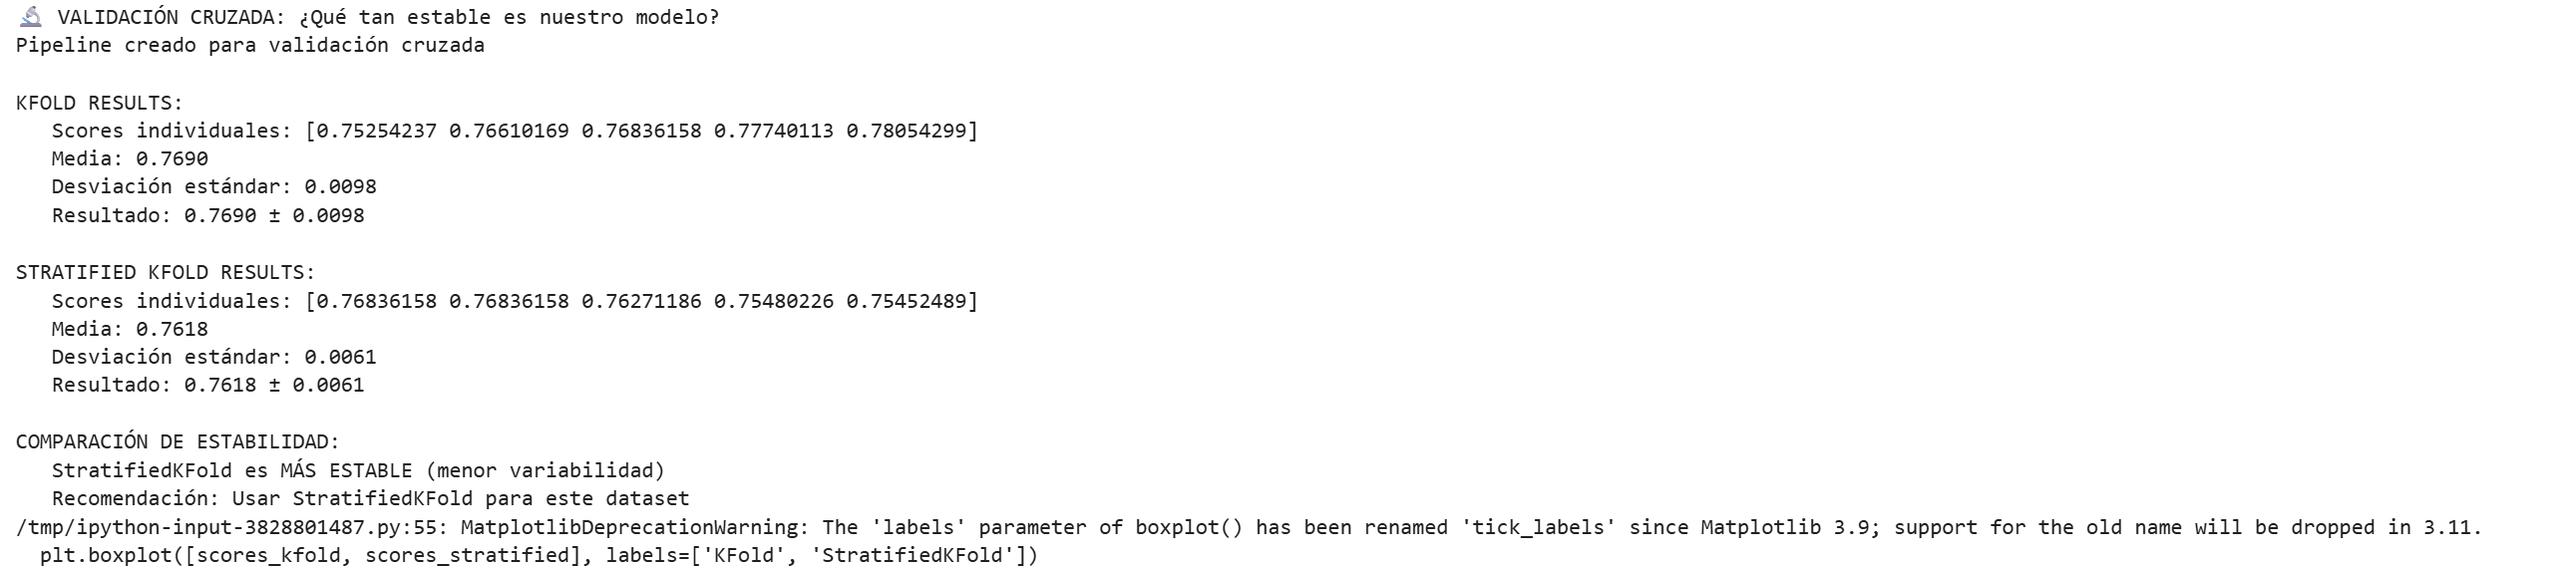 🔬 VALIDACIÓN CRUZADA: ¿Qué tan estable es nuestro modelo?
Pipeline creado para validación cruzada

KFOLD RESULTS:
   Scores individuales: [0.75254237 0.76610169 0.76836158 0.77740113 0.78054299]
   Media: 0.7690
   Desviación estándar: 0.0098
   Resultado: 0.7690 ± 0.0098

STRATIFIED KFOLD RESULTS:
   Scores individuales: [0.76836158 0.76836158 0.76271186 0.75480226 0.75452489]
   Media: 0.7618
   Desviación estándar: 0.0061
   Resultado: 0.7618 ± 0.0061

COMPARACIÓN DE ESTABILIDAD:
   StratifiedKFold es MÁS ESTABLE (menor variabilidad)
   Recomendación: Usar StratifiedKFold para este dataset
/tmp/ipython-input-3828801487.py:55: MatplotlibDeprecationWarning: The 'labels' parameter of boxplot() has been renamed 'tick_labels' since Matplotlib 3.9; support for the old name will be dropped in 3.11.
  plt.boxplot([scores_kfold, scores_stratified], labels=['KFold', 'StratifiedKFold'])